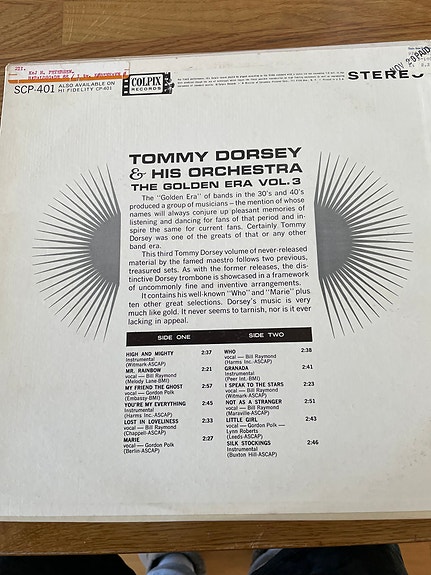 221.
KAJ H. PETERSEN.
COLPIX
RECORDS
SCP-401 ALSO AVAILABLE ON
HI FIDELITY CP-401
STEREO
NOV 29
TOMMY DORSEY
& HIS ORCHESTRA
THE GOLDEN ERA VOL.3
The "Golden Era" of bands in the 30's and 40's
produced a group of musicians – the mention of whose
names will always conjure up pleasant memories of
listening and dancing for fans of that period and in-
spire the same for current fans. Certainly Tommy
Dorsey was one of the greats of that or any other
band era.
This third Tommy Dorsey volume of never-released
material by the famed maestro follows two previous,
treasured sets. As with the former releases, the dis-
tinctive Dorsey trombone is showcased in a framework
of uncommonly fine and inventive arrangements.
It contains his well-known "Who" and "Marie" plus
ten other great selections. Dorsey's music is very
much like gold. It never seems to tarnish, nor is it ever
lacking in appeal.
SIDE ONE
HIGH AND MIGHTY 2:37
Instrumental
(Witmark-ASCAP)
MR. RAINBOW 2:21
vocal — Bill Raymond
(Melody Lane-BMI)
MY FRIEND THE GHOST 2:57
vocal — Gordon Polk
(Embassy-BMI)
YOU'RE MY EVERYTHING 2:45
Instrumental
(Harms Inc.-ASCAP)
LOST IN LOVELINESS 2:33
vocal — Bill Raymond
(Chappell-ASCAP)
MARIE 2:27
vocal — Gordon Polk
(Berlin-ASCAP)
SIDE TWO
WHO 2:38
vocal — Bill Raymond
(Harms Inc.-ASCAP)
GRANADA 2:41
Instrumental
(Peer Int.-BMI)
I SPEAK TO THE STARS 2:23
vocal — Bill Raymond
(Witmark-ASCAP)
NOT AS A STRANGER 2:51
vocal — Bill Raymond
(Maraville-ASCAP)
LITTLE GIRL 2:43
vocal — Gordon Polk —
Lynn Roberts
(Leeds-ASCAP)
SILK STOCKINGS 2:46
Instrumental
(Buxton Hill-ASCAP)